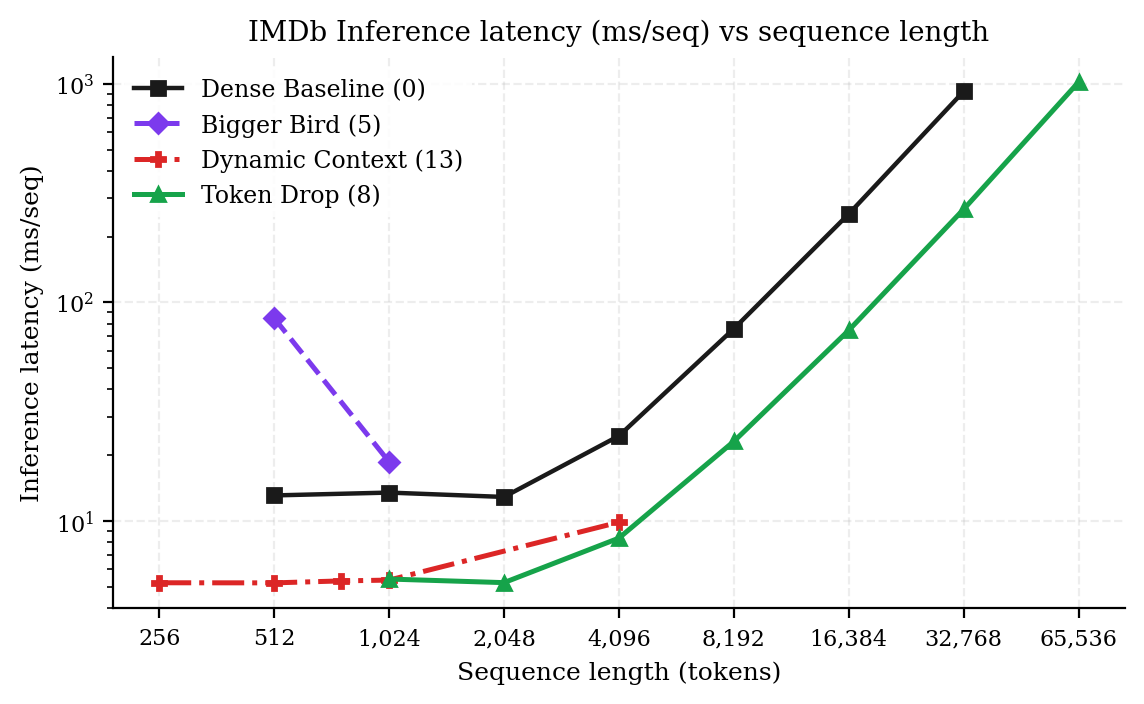 IMDb Inference latency (ms/seq) vs sequence length
Dense Baseline (0)
Bigger Bird (5)
Dynamic Context (13)
Token Drop (8)
Inference latency (ms/seq)
10³
10²
10¹
256 512 1,024 2,048 4,096 8,192 16,384 32,768 65,536
Sequence length (tokens)